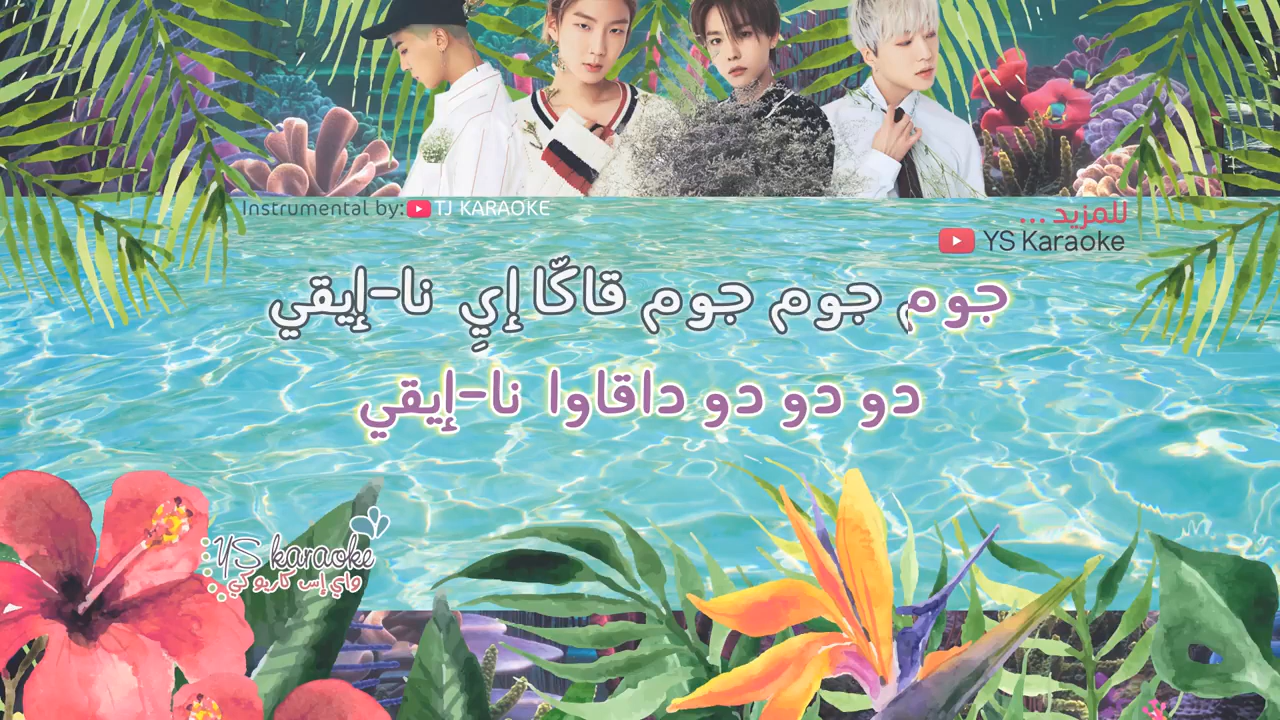 Instrumental by: TJ KARAOKE
للمزيد ...
YS Karaoke
جوم جوم جوم قاكّا إيٍ نا-إيقي
دو دو دو داقاوا نا-إيقي
YS karaoke
واي إس كاريوكي